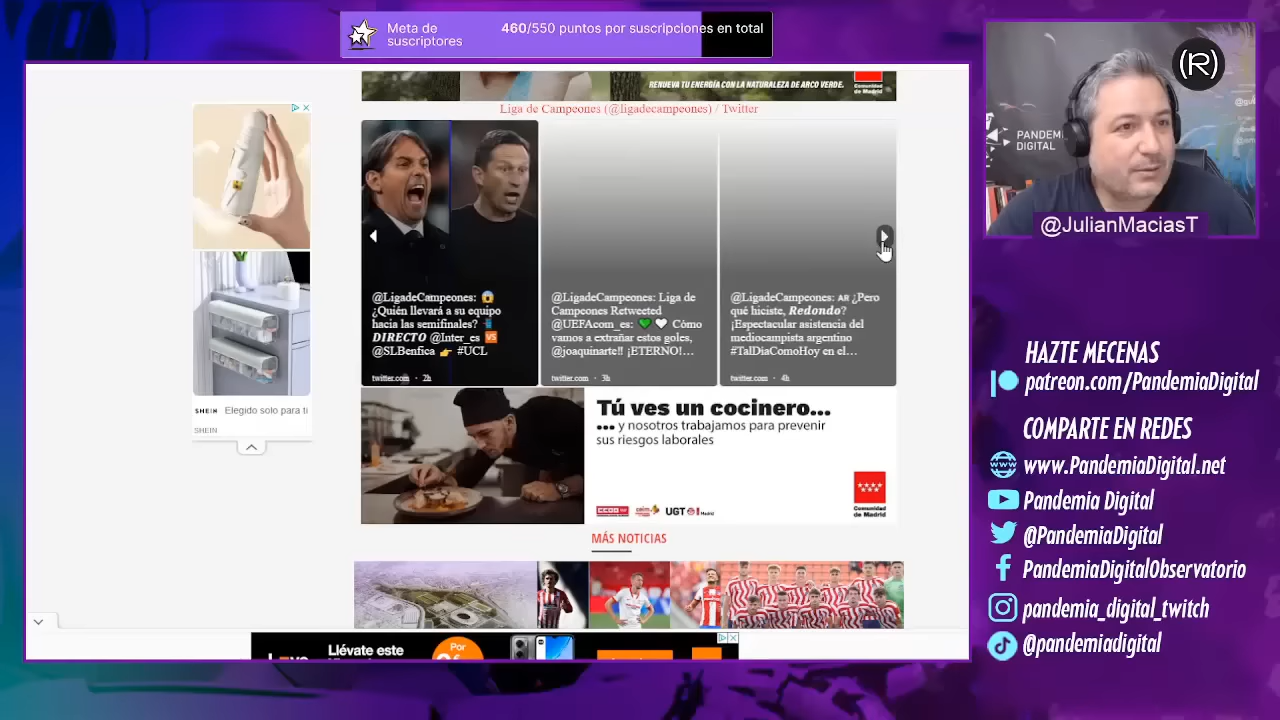 Meta de
suscriptores
460/550 puntos por suscripciones en total
RENUEVA TU ENERGÍA CON LA NATURALEZA DE ARCO VERDE.
Comunidad
de Madrid
Liga de Campeones (@ligadecampeones) / Twitter
@LigadeCampeones: 😱
¿Quién llevará a su equipo
hacia las semifinales?
DIRECTO @Inter_es 🆚
@SLBenfica 👉 #UCL
twitter.com · 2h
@LigadeCampeones: Liga de
Campeones Retweeted
@UEFAcom_es: 💚🤍 Cómo
vamos a extrañar estos goles,
@joaquinarte!! ¡ETERNO!...
twitter.com · 3h
@LigadeCampeones: AR ¿Pero
qué hiciste, Redondo?
¡Espectacular asistencia del
mediocampista argentino
#TalDíaComoHoy en el...
twitter.com · 4h
SHEIN Elegido solo para ti
SHEIN
Tú ves un cocinero...
... y nosotros trabajamos para prevenir
sus riesgos laborales
CCOO
ceim
UGT
Madrid
Comunidad
de Madrid
MÁS NOTICIAS
Llévate este
Por
(R)
PANDEM
DIGITAL
@JulianMaciasT
HAZTE MECENAS
patreon.com/PandemiaDigital
COMPARTE EN REDES
www.PandemiaDigital.net
Pandemia Digital
@PandemiaDigital
PandemiaDigitalObservatorio
pandemia_digital_twitch
@pandemiadigital